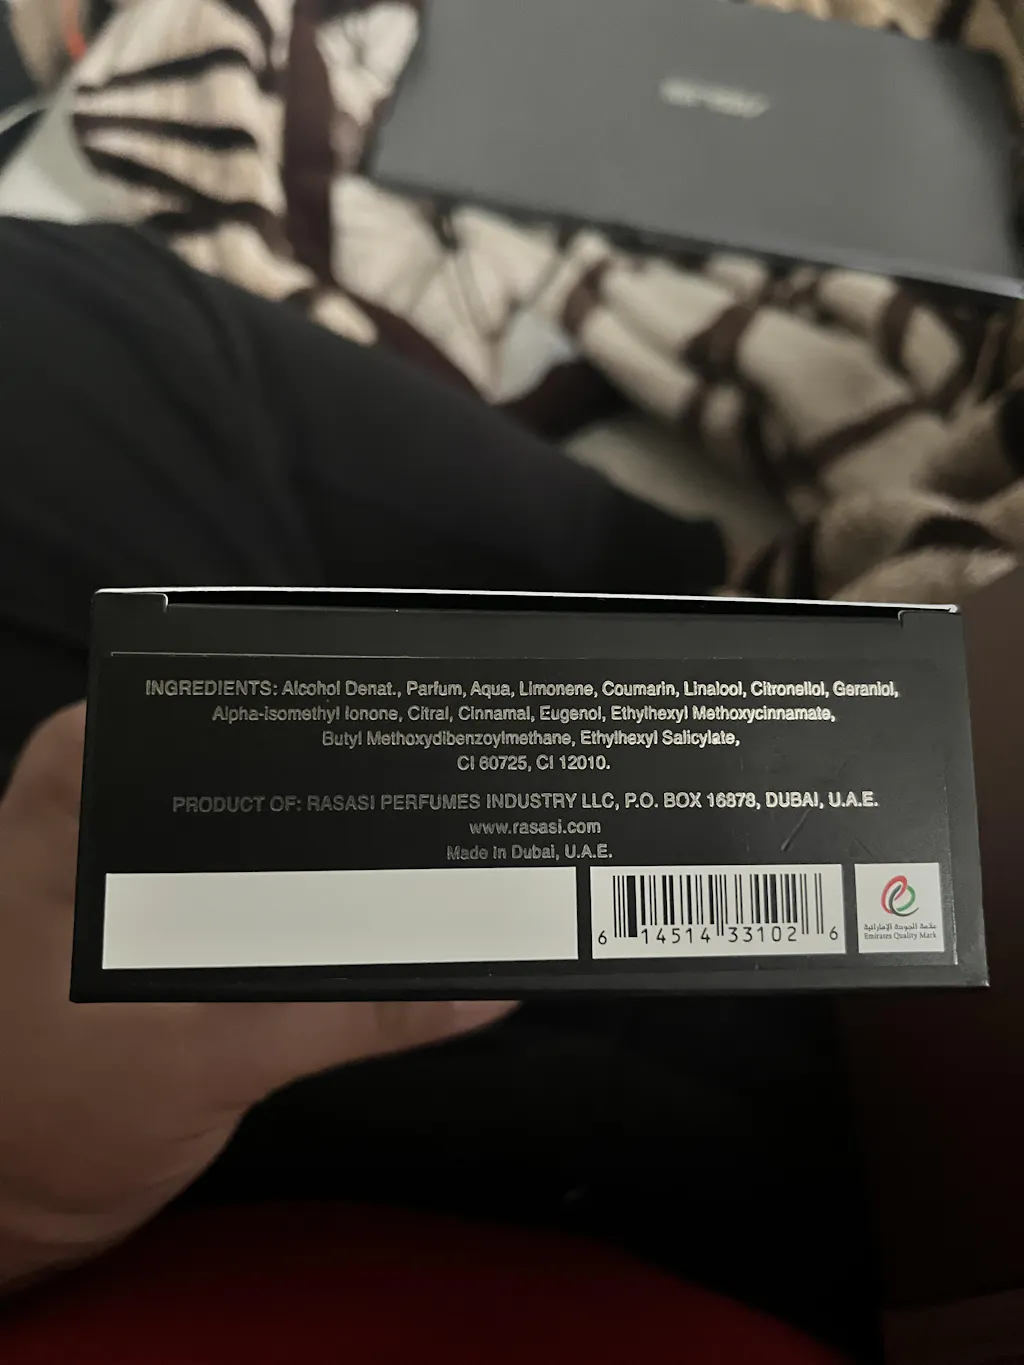 INGREDIENTS: Alcohol Denat., Parfum, Aqua, Limonene, Coumarin, Linalool, Citronellol, Geraniol,
Alpha-isomethyl Ionone, Citral, Cinnamal, Eugenol, Ethylhexyl Methoxycinnamate,
Butyl Methoxydibenzoylmethane, Ethylhexyl Salicylate,
CI 60725, CI 12010.
PRODUCT OF: RASASI PERFUMES INDUSTRY LLC, P.O. BOX 16878, DUBAI, U.A.E.
www.rasasi.com
Made in Dubai, U.A.E.
6 14514 33102 6
علامة الجودة الإماراتية
Emirates Quality Mark